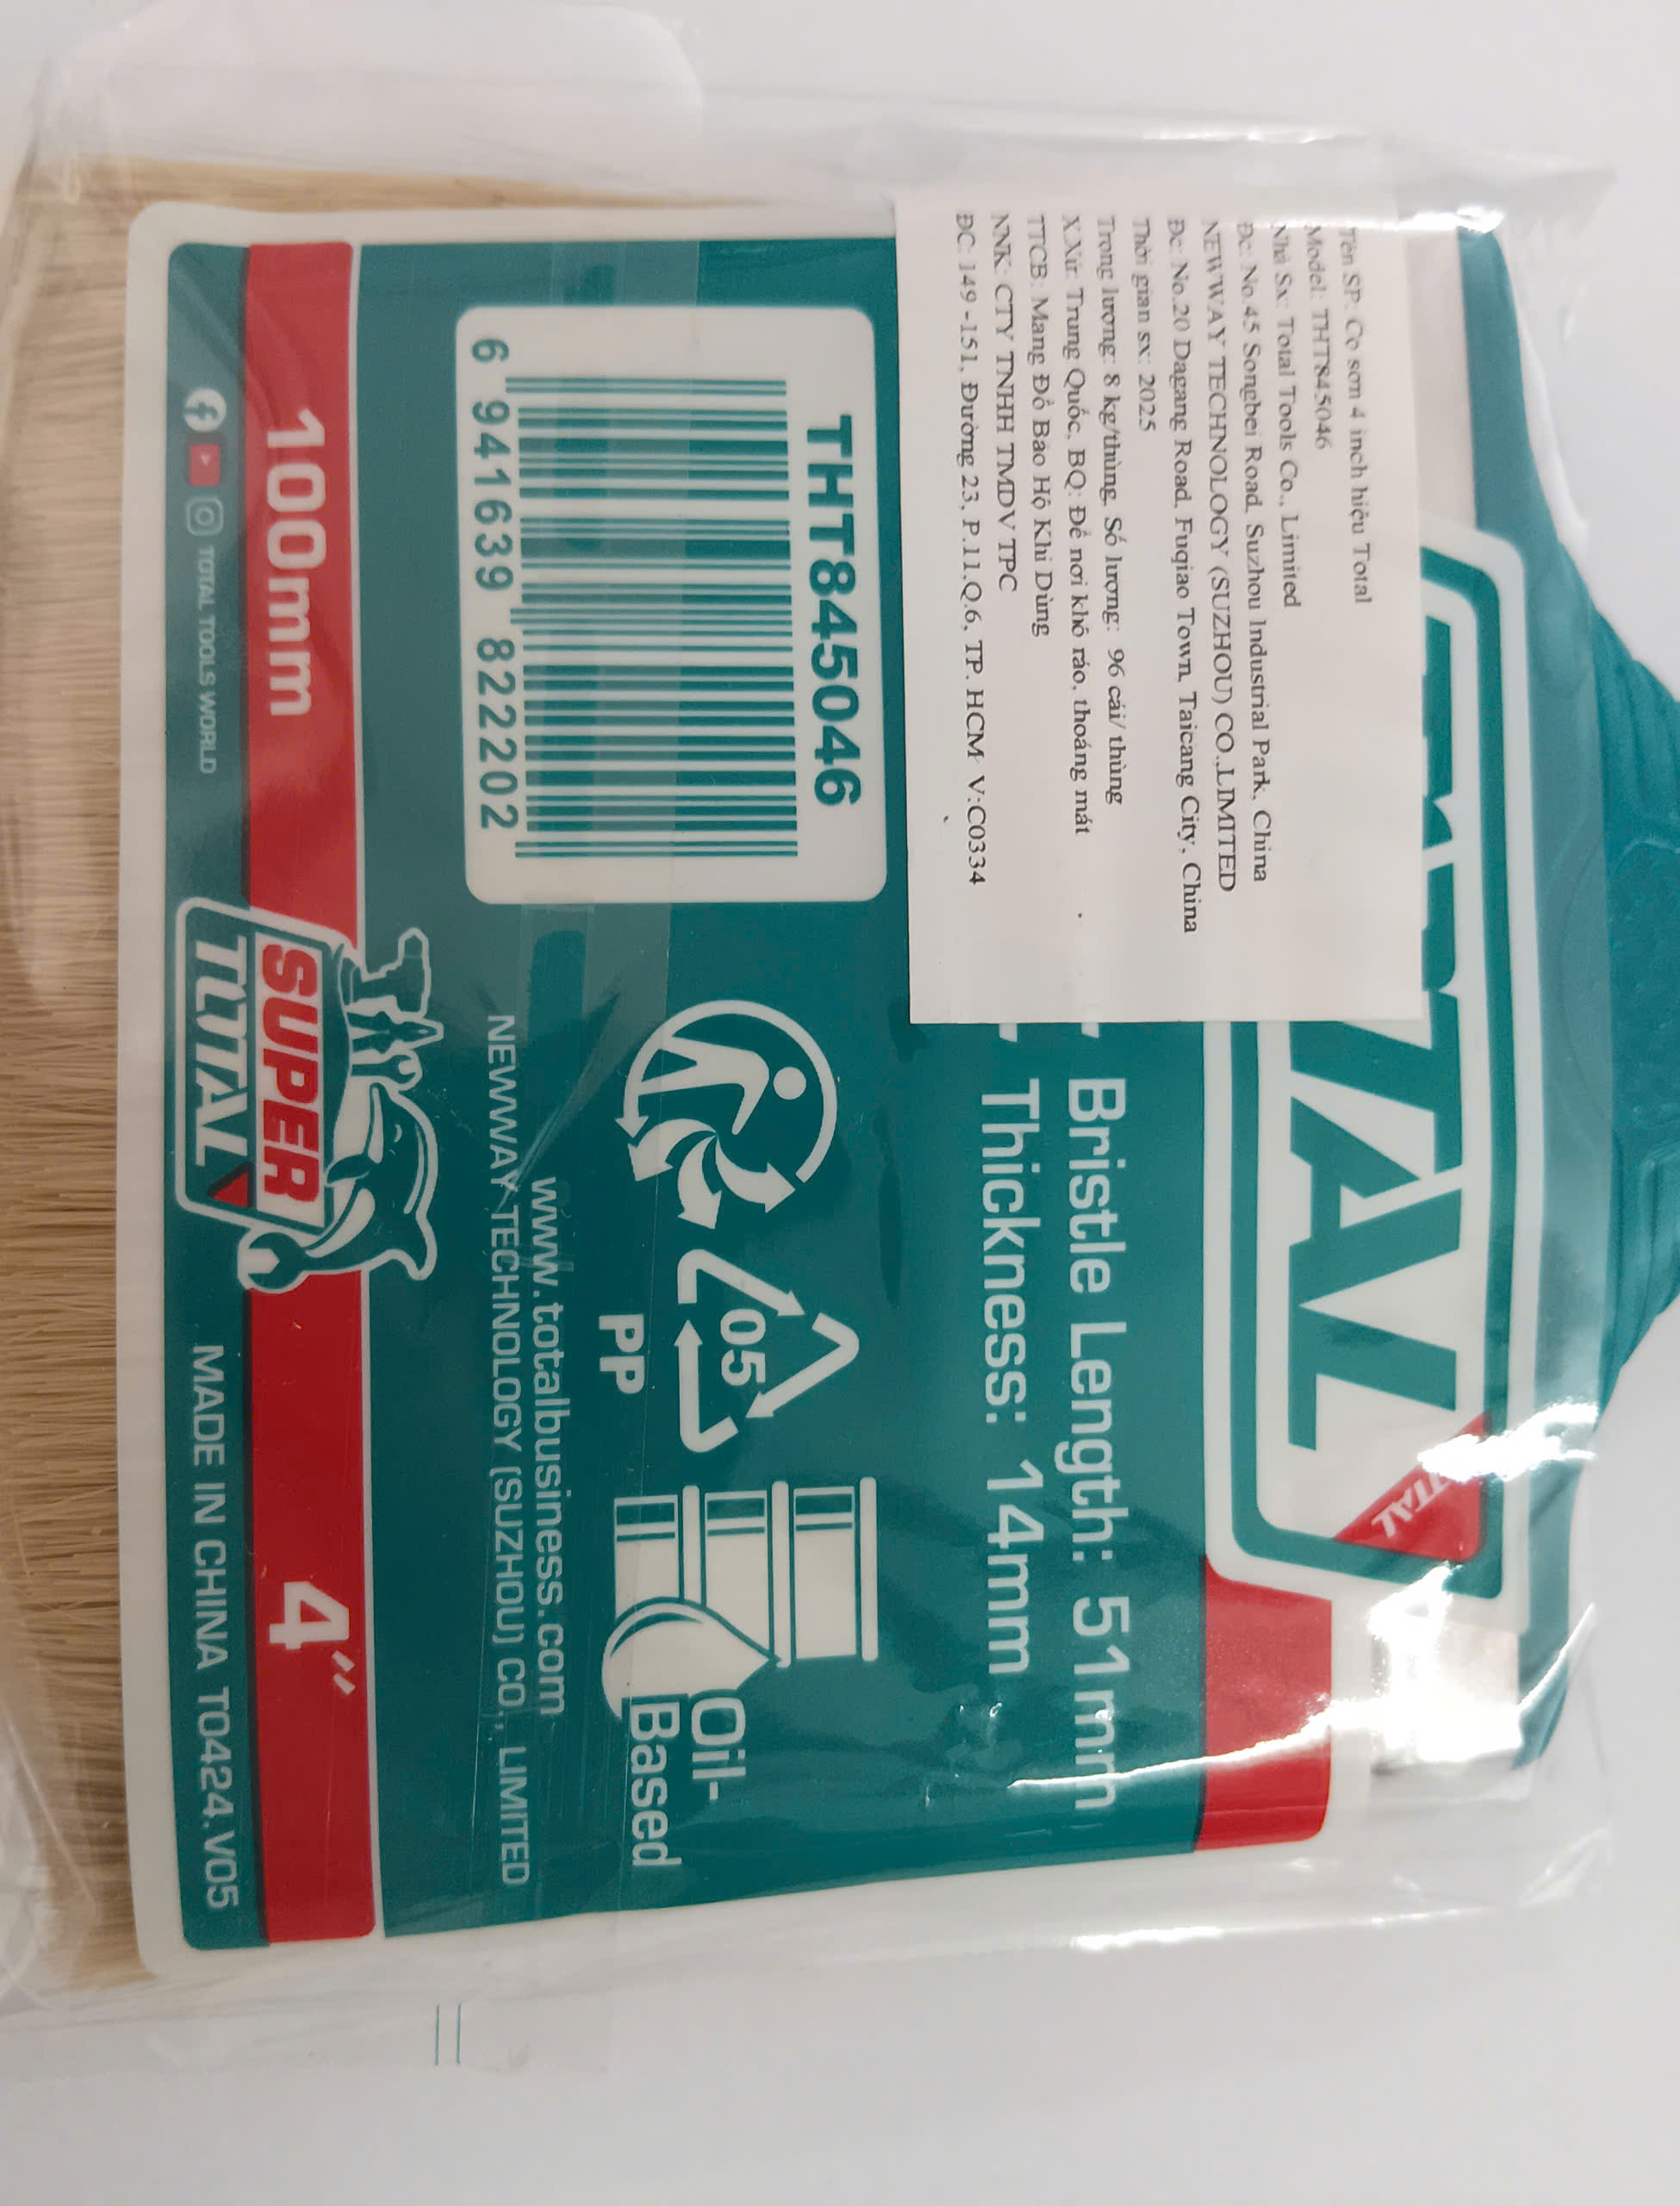 Tên SP: Cọ sơn 4 inch hiệu Total
Model: THT845046
Nhà Sx: Total Tools Co., Limited
Đc: No.45 Songbei Road, Suzhou Industrial Park, China
NEWWAY TECHNOLOGY (SUZHOU) CO.,LIMITED
Đc: No.20 Dagang Road, Fuqiao Town, Taicang City, China
Thời gian sx: 2025
Trọng lượng: 8 kg/thùng, Số lượng: 96 cái/ thùng
X.Xứ: Trung Quốc, BQ: Để nơi khô ráo, thoáng mát
TTCB: Mang Đồ Bảo Hộ Khi Dùng
NNK: CTY TNHH TMDV TPC
ĐC: 149 -151, Đường 23, P.11,Q.6, TP. HCM V:C0334
TAL
TOTAL
Bristle Length: 51mm
Thickness: 14mm
THT845046
6 941639 822202
05
PP
Oil-
Based
www.totalbusiness.com
NEWWAY TECHNOLOGY (SUZHOU) CO., LIMITED
100mm
SUPER
TOTAL
4”
TOTAL TOOLS WORLD
MADE IN CHINA T0424.V05